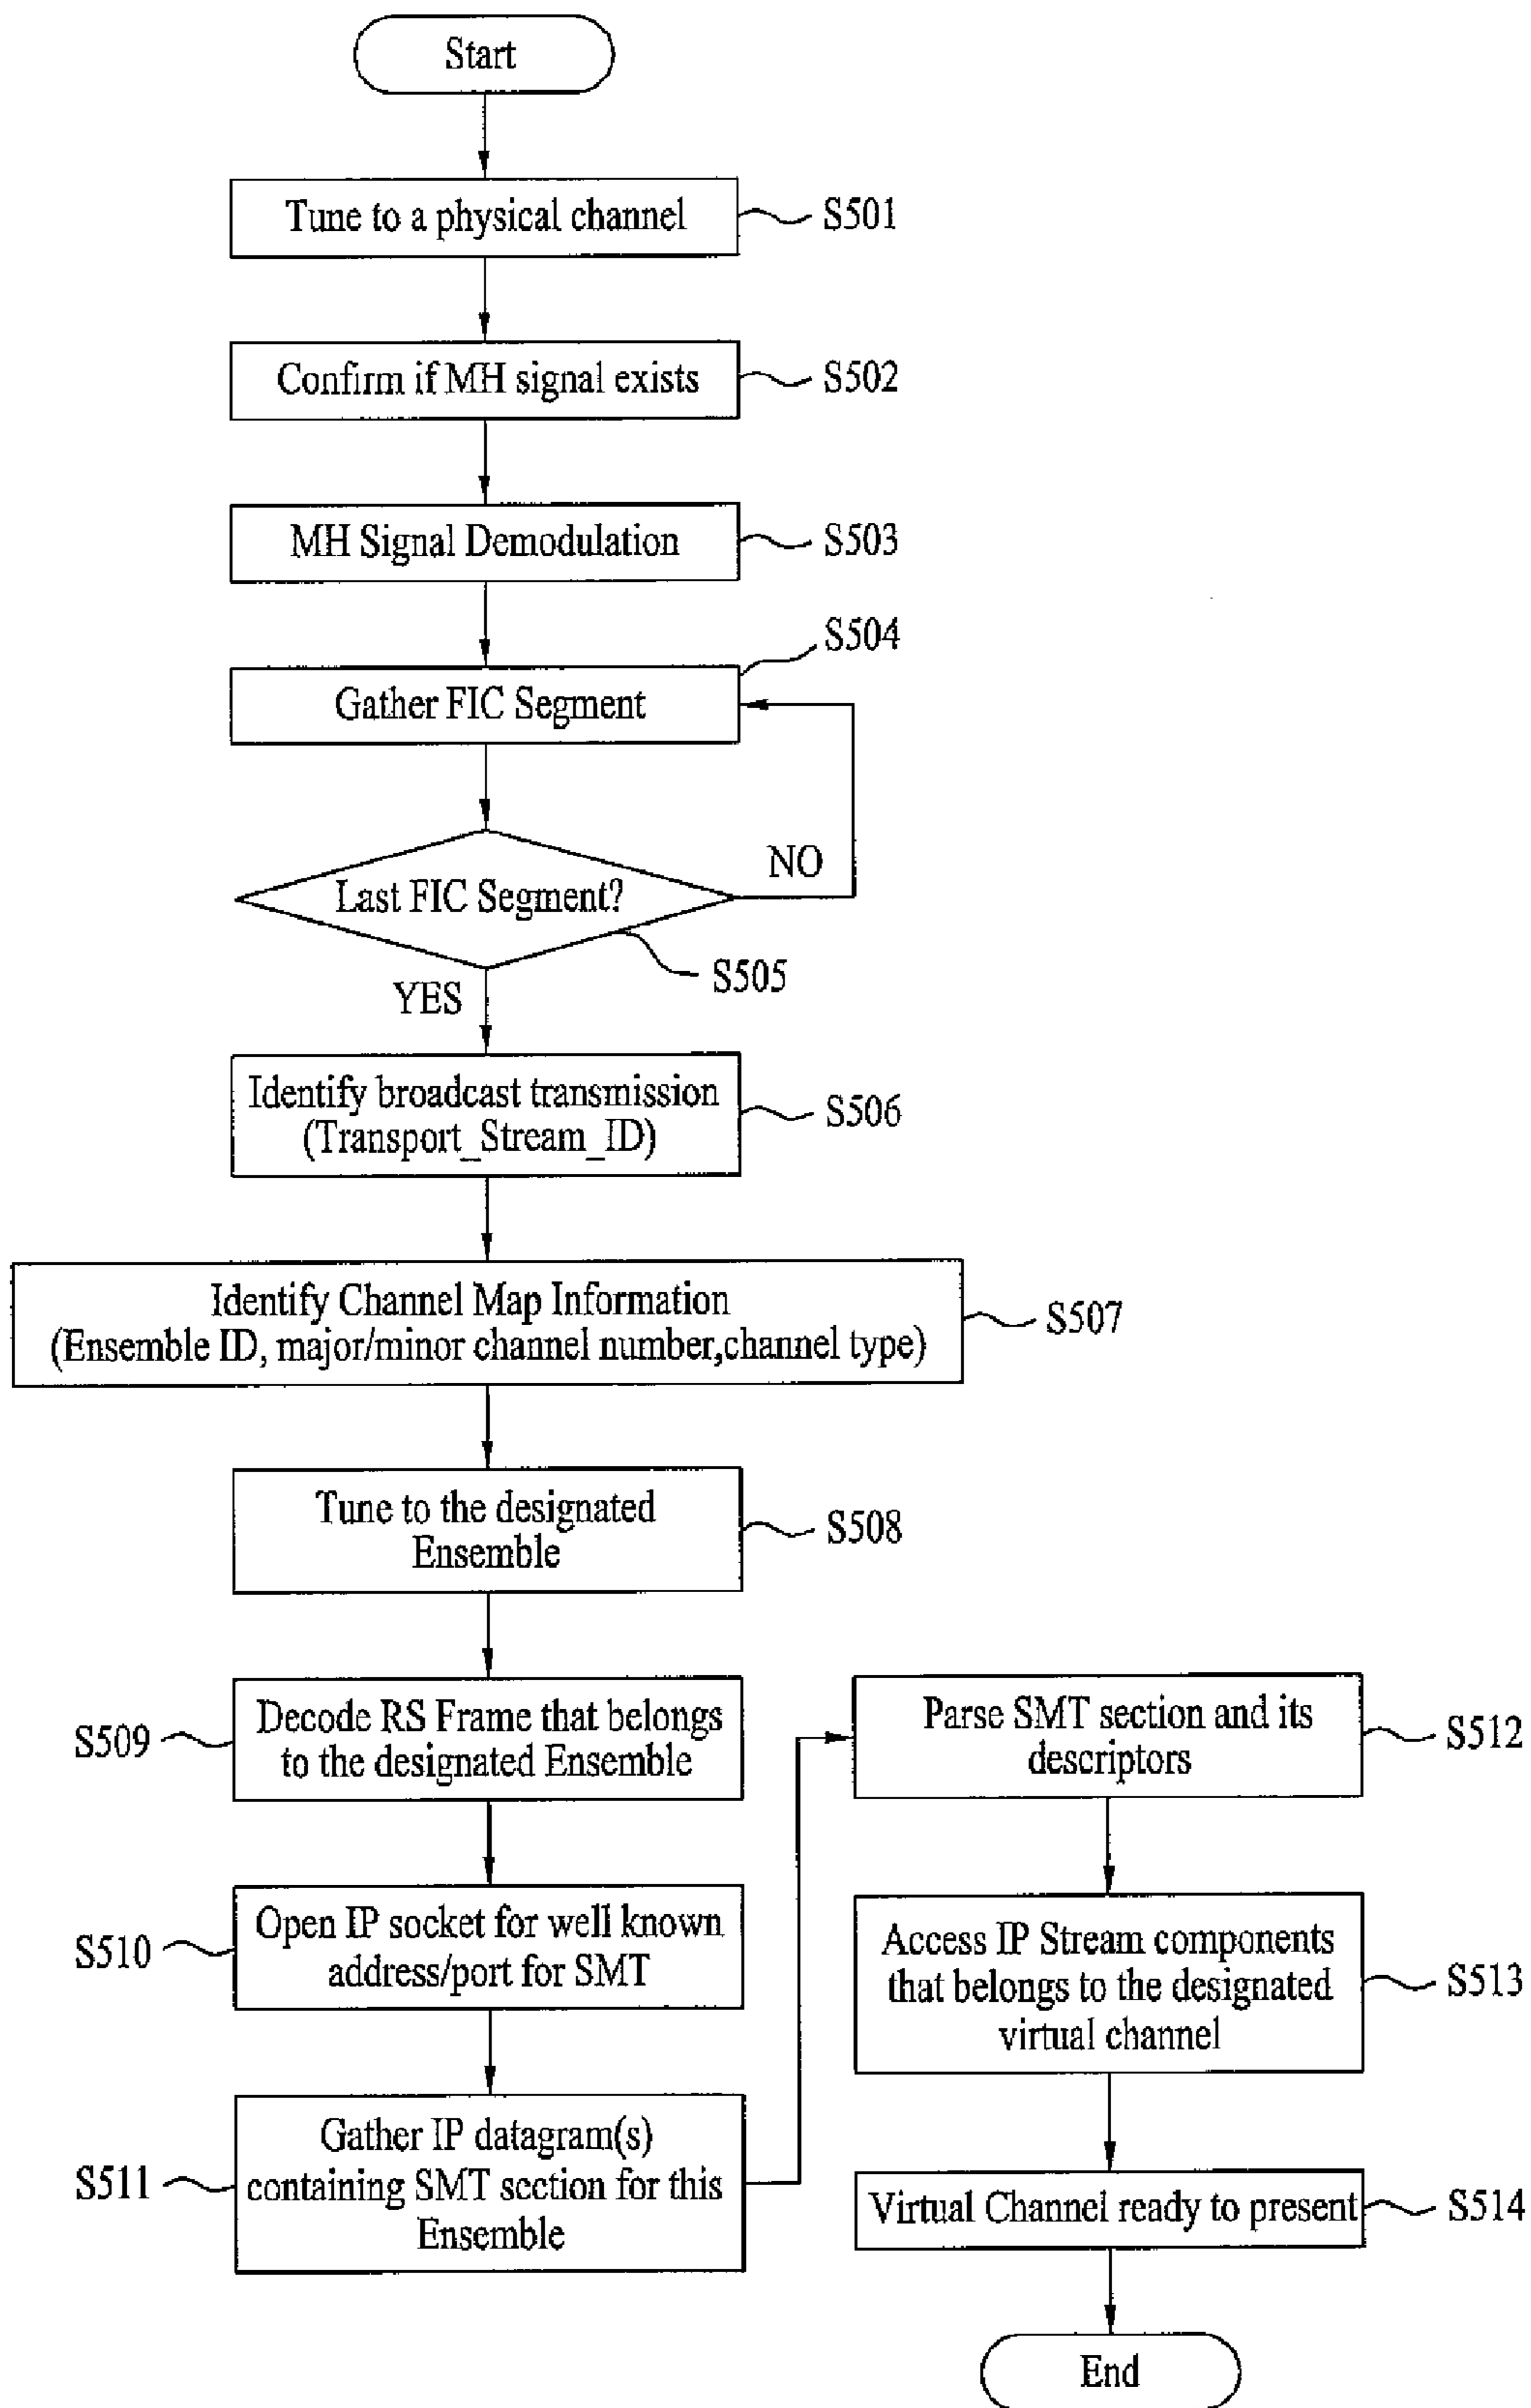 Start
Tune to a physical channel
S501
Confirm if MH signal exists
S502
MH Signal Demodulation
S503
S504
Gather FIC Segment
Last FIC Segment?
NO
S505
YES
Identify broadcast transmission
(Transport_Stream_ID)
S506
Identify Channel Map Information
(Ensemble ID, major/minor channel number,channel type)
S507
Tune to the designated
Ensemble
S508
S509
Decode RS Frame that belongs
to the designated Ensemble
S510
Open IP socket for well known
address/port for SMT
S511
Gather IP datagram(s)
containing SMT section for this
Ensemble
Parse SMT section and its
descriptors
S512
Access IP Stream components
that belongs to the designated
virtual channel
S513
Virtual Channel ready to present
S514
End